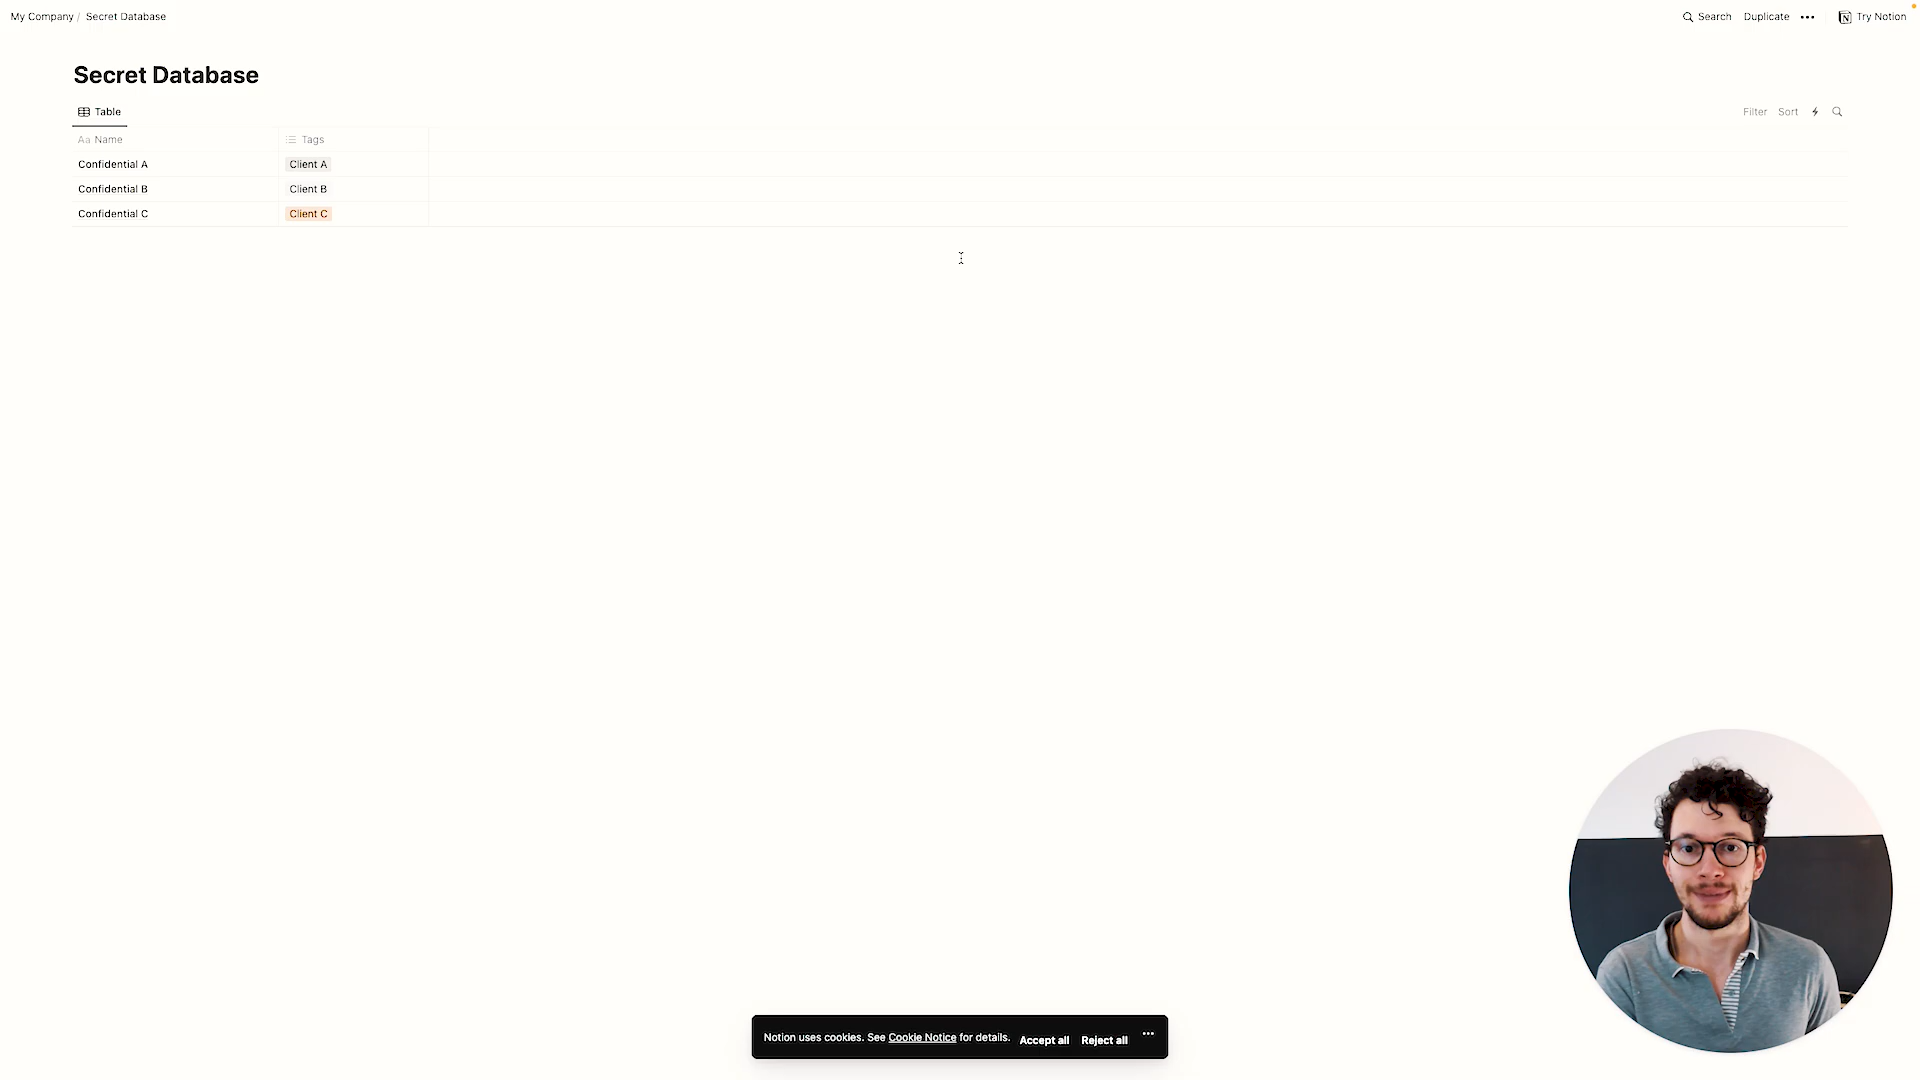 My Company / Secret Database
Search Duplicate ••• Try Notion
Secret Database
Table
Filter Sort
Aa Name Tags
Confidential A Client A
Confidential B Client B
Confidential C Client C
Notion uses cookies. See Cookie Notice for details. Accept all Reject all •••